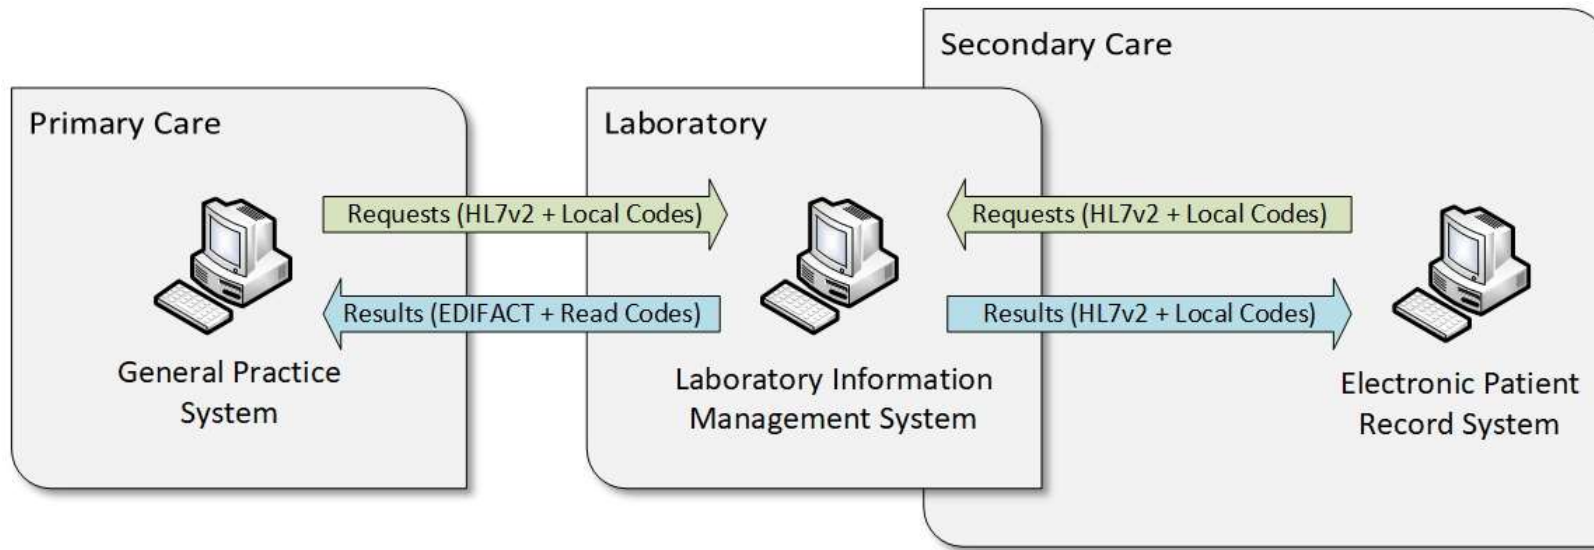 Secondary Care
Primary Care
Laboratory
Requests (HL7v2 + Local Codes)
Requests (HL7v2 + Local Codes)
Results (EDIFACT + Read Codes)
Results (HL7v2 + Local Codes)
General Practice
System
Laboratory Information
Management System
Electronic Patient
Record System